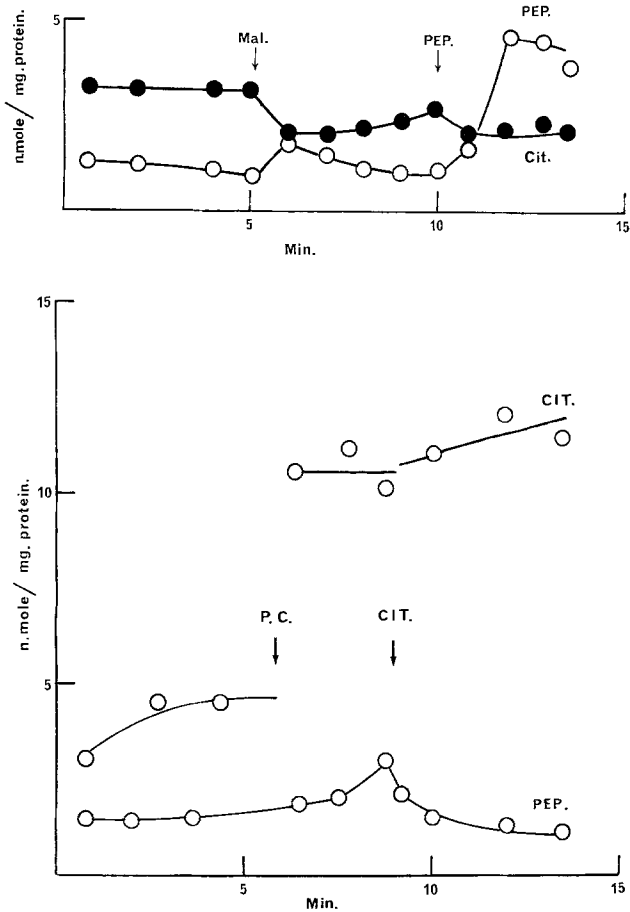 5
Mal.
PEP.
PEP.
n.mole / mg. protein.
Cit.
5
10
15
Min.
15
CIT.
10
n.mole / mg. protein.
P. C.
CIT.
5
PEP.
5
10
15
Min.